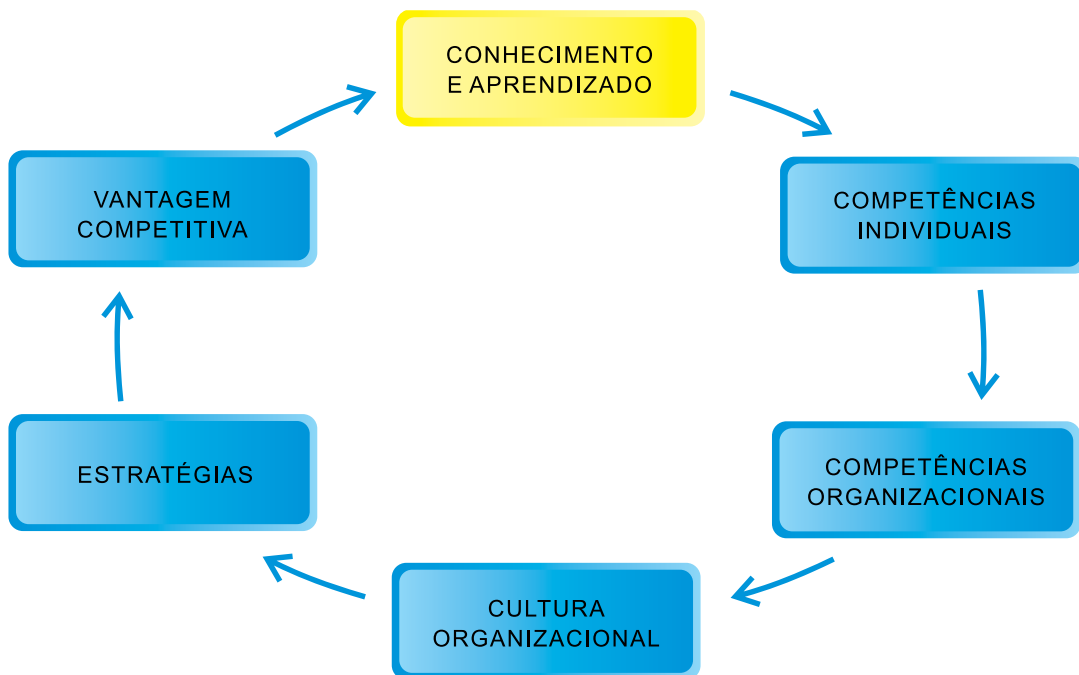 CONHECIMENTO
E APRENDIZADO
COMPETÊNCIAS
INDIVIDUAIS
COMPETÊNCIAS
ORGANIZACIONAIS
CULTURA
ORGANIZACIONAL
ESTRATÉGIAS
VANTAGEM
COMPETITIVA